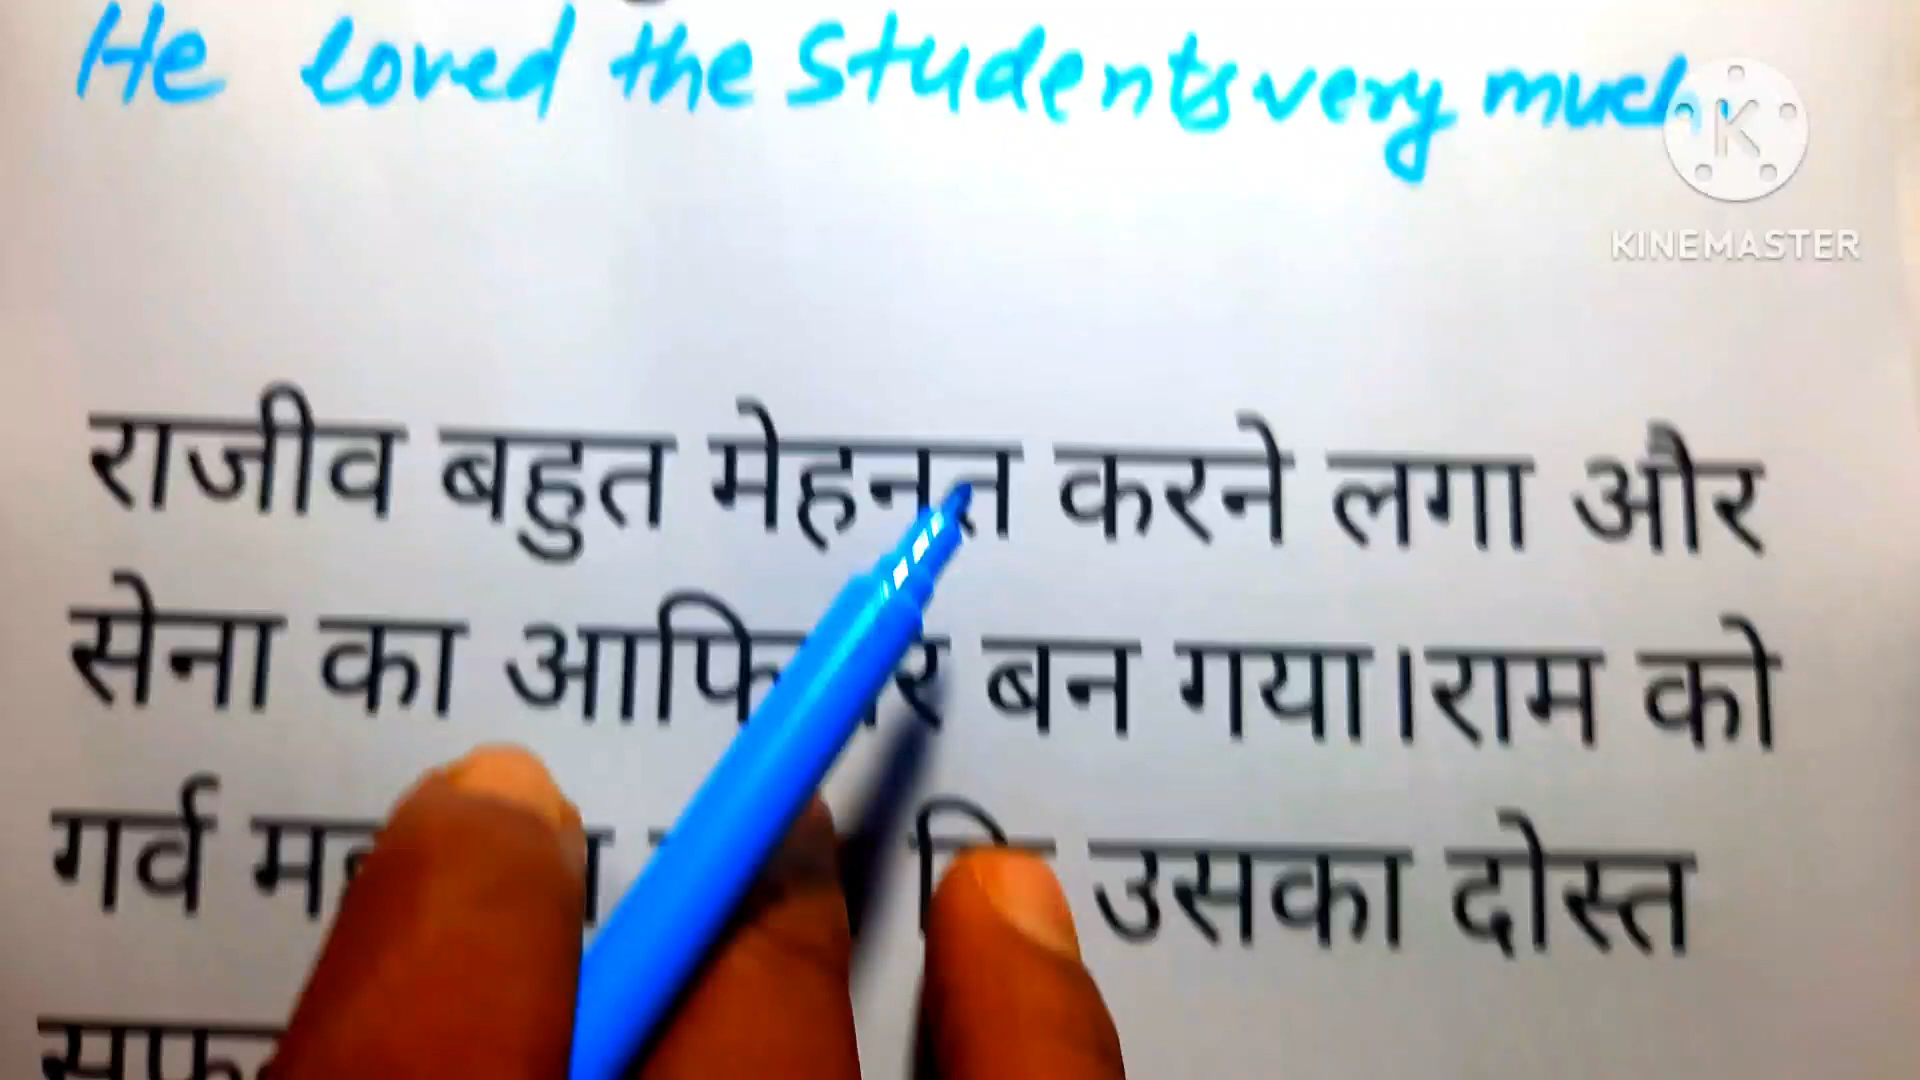 He loved the students very much.
KINEMASTER
राजीव बहुत मेहनत करने लगा और
सेना का बन गया।राम को
गर्व उसका दोस्त